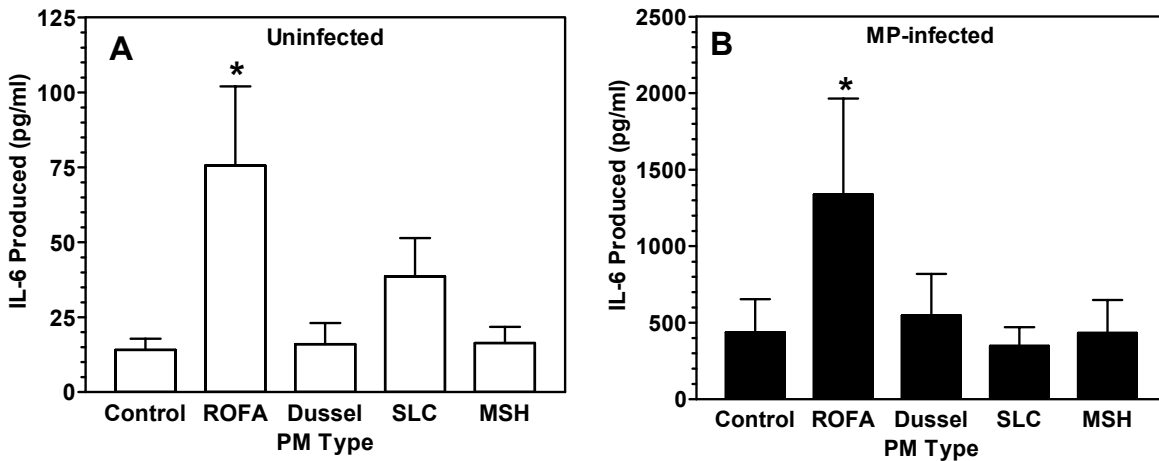 A
Uninfected
*
IL-6 Produced (pg/ml)
125
100
75
50
25
0
Control ROFA Dussel SLC MSH
PM Type
B
MP-infected
*
IL-6 Produced (pg/ml)
2500
2000
1500
1000
500
0
Control ROFA Dussel SLC MSH
PM Type